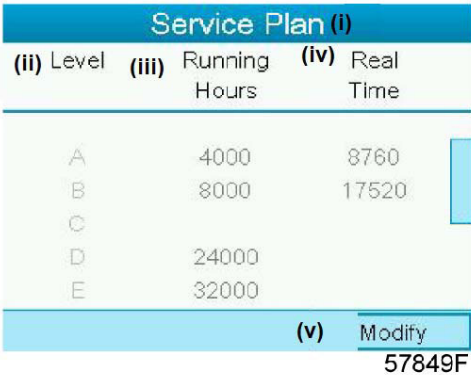 Service Plan (i)
(ii) Level (iii) Running Hours (iv) Real Time
A 4000 8760
B 8000 17520
C
D 24000
E 32000
(v) Modify
57849F